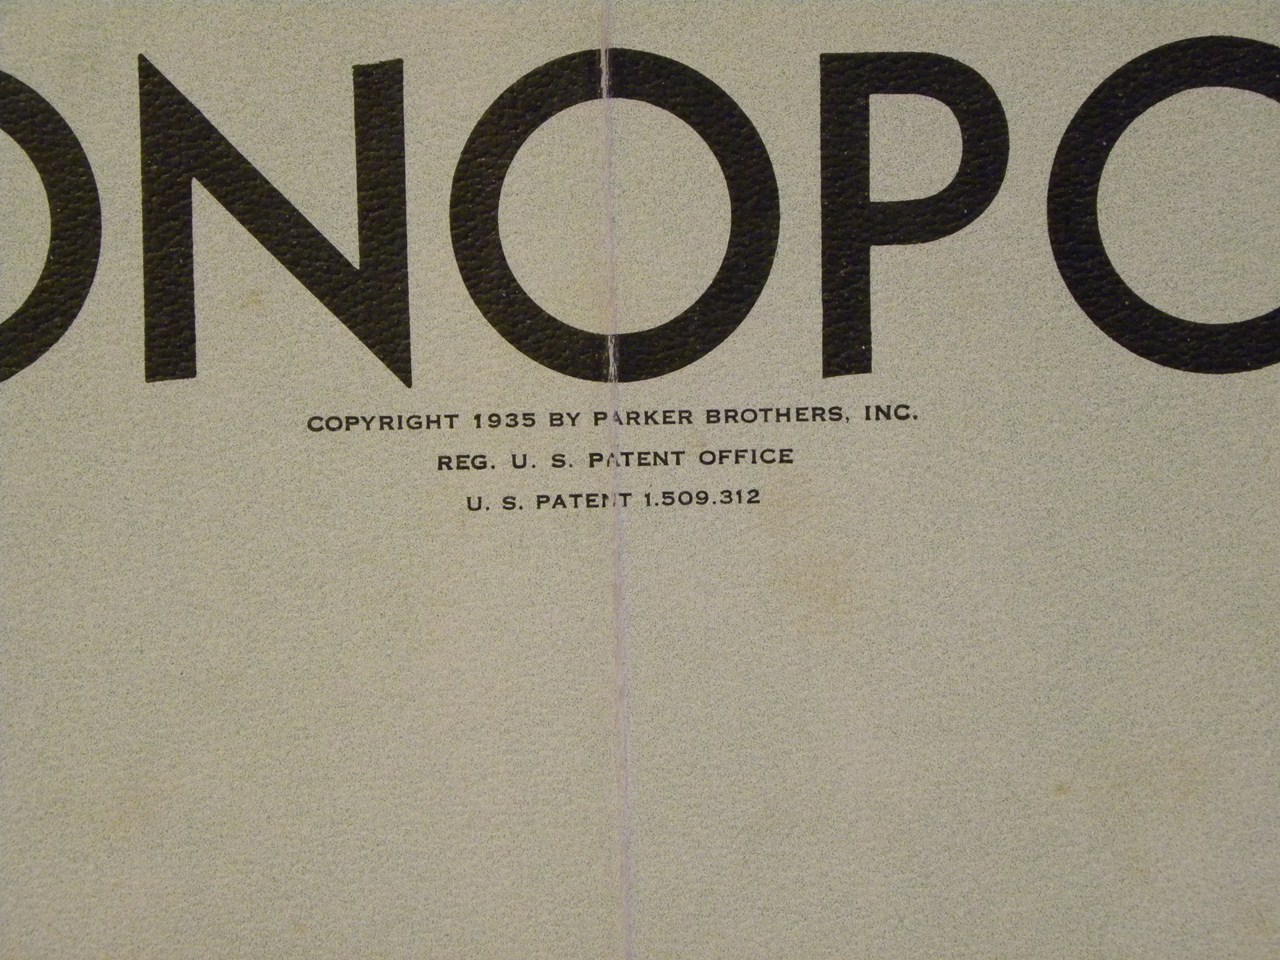 ONOPO
COPYRIGHT 1935 BY PARKER BROTHERS, INC.
REG. U. S. PATENT OFFICE
U. S. PATENT 1.509.312